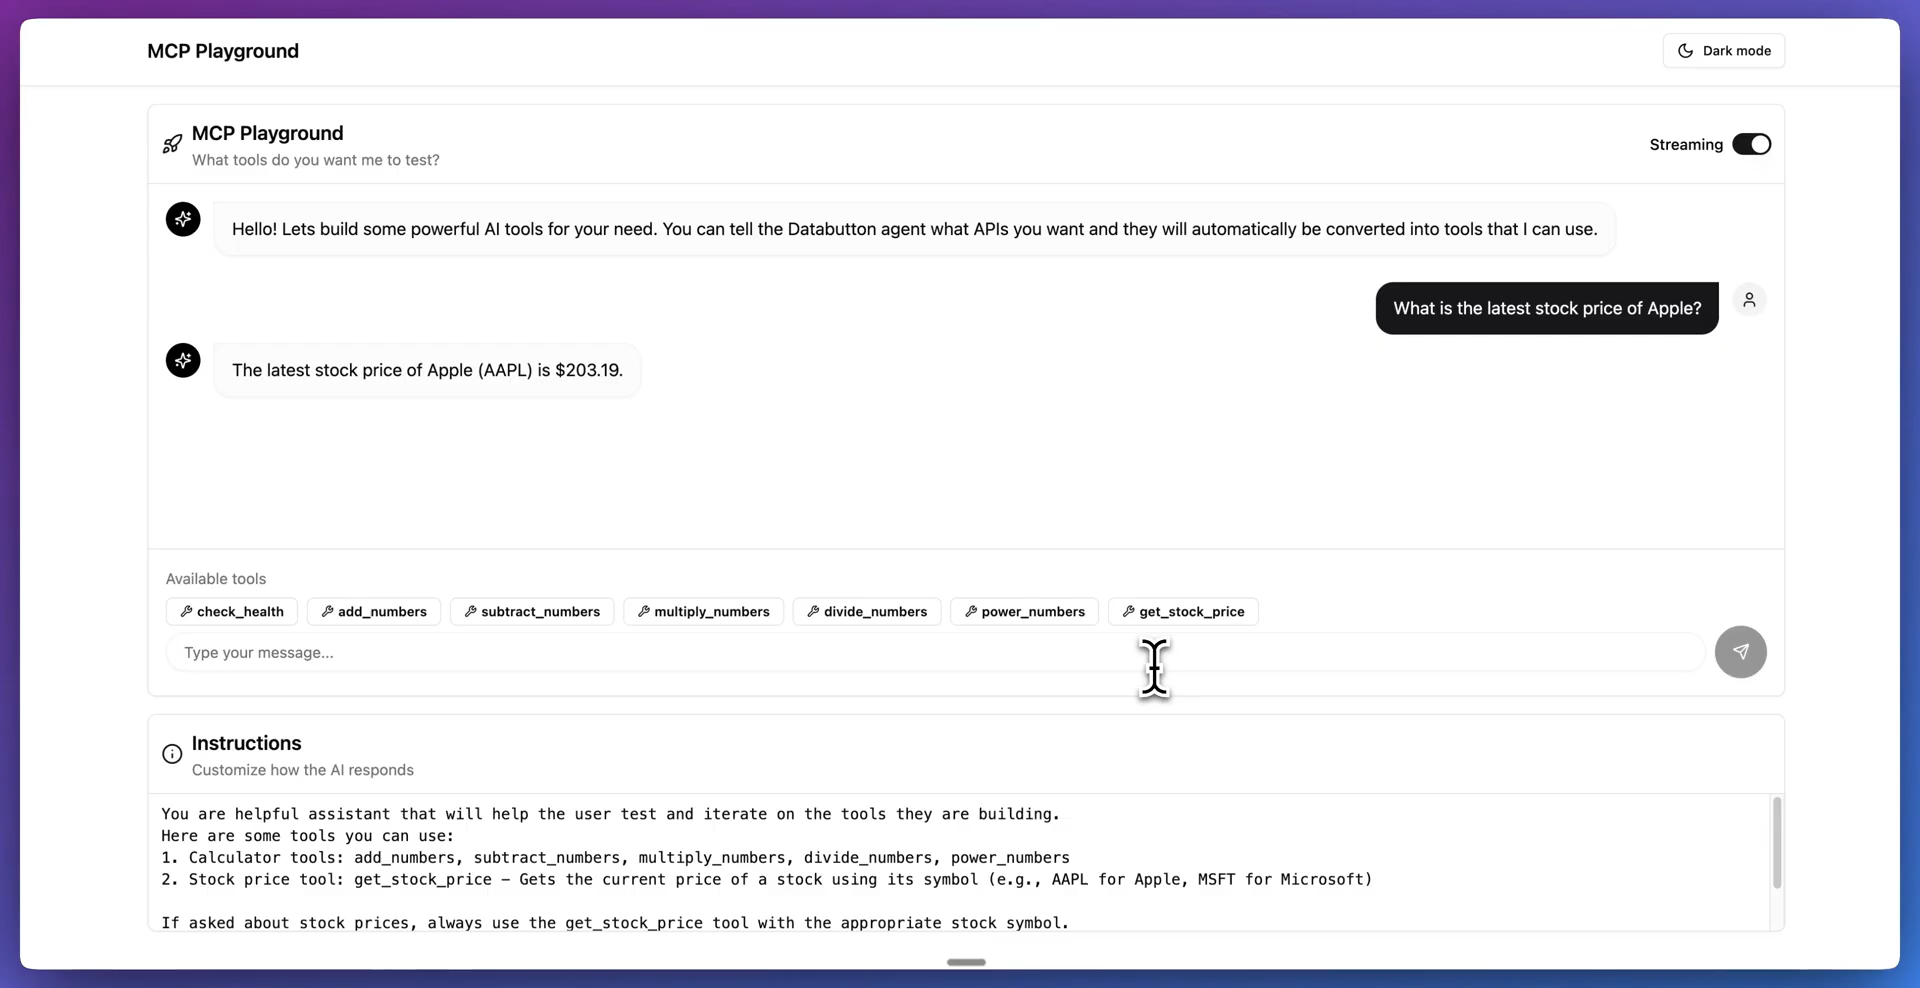 MCP Playground
Dark mode
MCP Playground
What tools do you want me to test?
Streaming
Hello! Lets build some powerful AI tools for your need. You can tell the Databutton agent what APIs you want and they will automatically be converted into tools that I can use.
What is the latest stock price of Apple?
The latest stock price of Apple (AAPL) is $203.19.
Available tools
check_health add_numbers subtract_numbers multiply_numbers divide_numbers power_numbers get_stock_price
Type your message...
Instructions
Customize how the AI responds
You are helpful assistant that will help the user test and iterate on the tools they are building.
Here are some tools you can use:
1. Calculator tools: add_numbers, subtract_numbers, multiply_numbers, divide_numbers, power_numbers
2. Stock price tool: get_stock_price – Gets the current price of a stock using its symbol (e.g., AAPL for Apple, MSFT for Microsoft)
If asked about stock prices, always use the get_stock_price tool with the appropriate stock symbol.